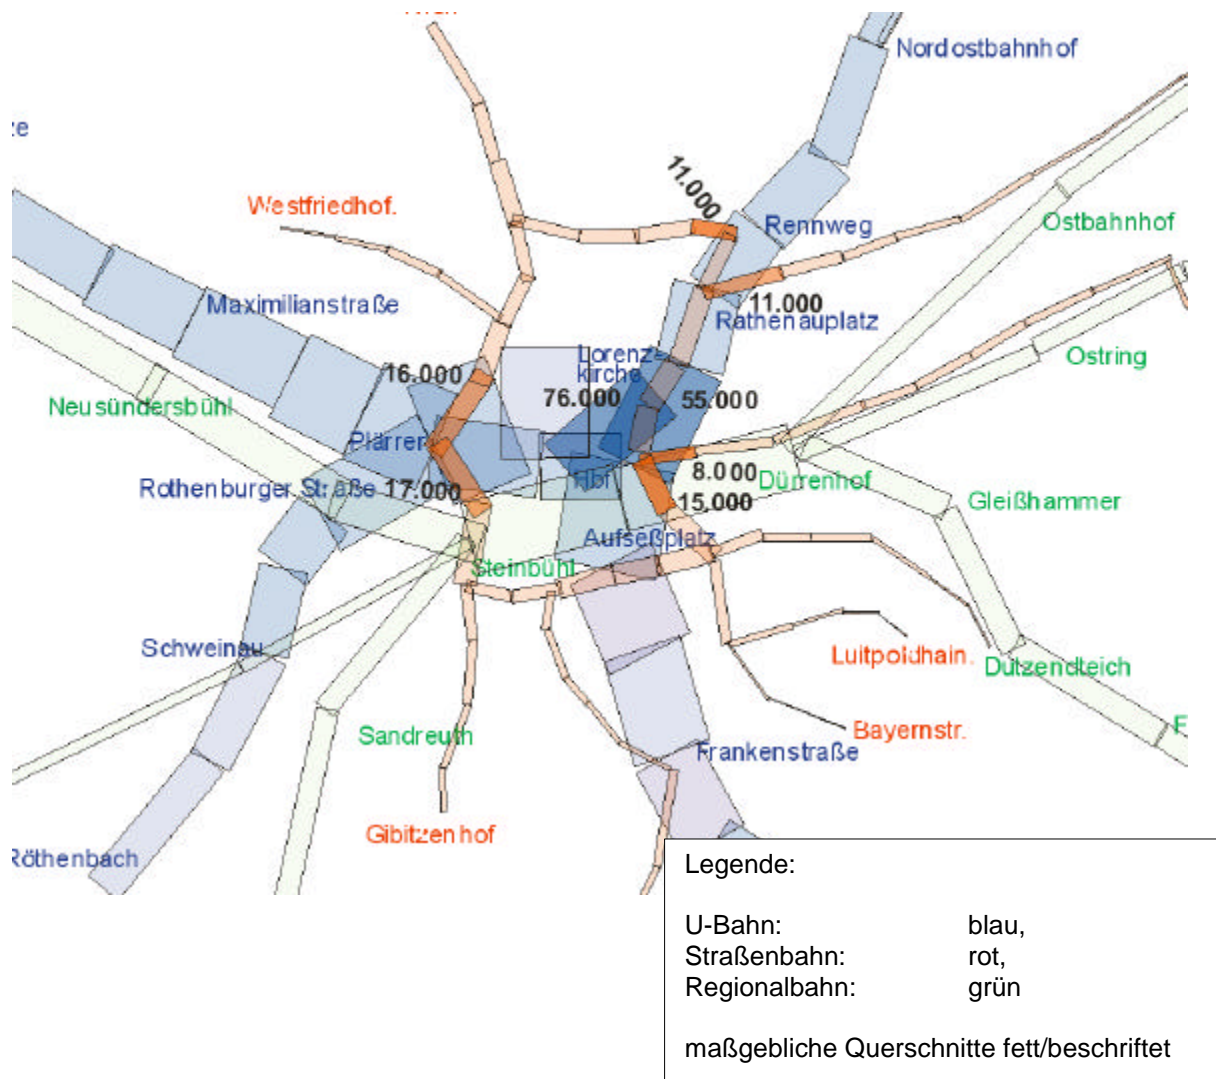 Nordostbahnhof
ze
11.000
Westfriedhof.
Rennweg
Ostbahnhof
Maximilianstraße
11.000
Rathenauplatz
Lorenz-
kirche
Ostring
16.000
76.000
55.000
Neusündersbühl
Plärrer
Hbf
8.000
Dürrenhof
Rothenburger Straße
17.000
15.000
Gleißhammer
Aufseßplatz
Steinbühl
Schweinau
Luitpoldhain.
Dutzendteich
Sandreuth
Bayernstr.
F
Frankenstraße
Gibitzenhof
Röthenbach
Legende:
U-Bahn: blau,
Straßenbahn: rot,
Regionalbahn: grün
maßgebliche Querschnitte fett/beschriftet